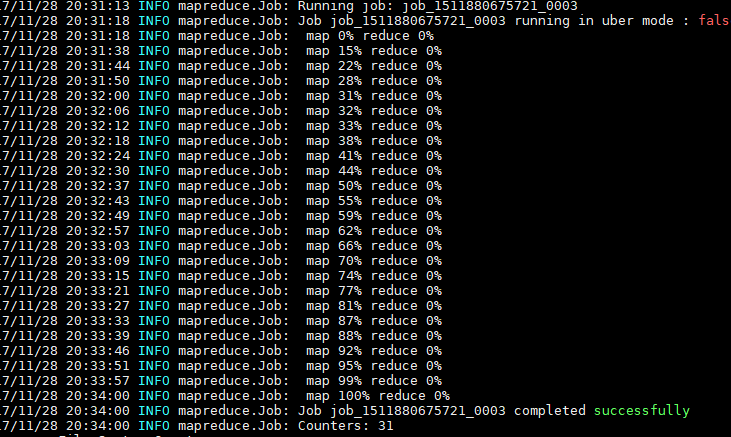 7/11/28 20:31:13 INFO mapreduce.Job: Running job: job_1511880675721_0003
7/11/28 20:31:18 INFO mapreduce.Job: Job job_1511880675721_0003 running in uber mode : fals
7/11/28 20:31:18 INFO mapreduce.Job:  map 0% reduce 0%
7/11/28 20:31:38 INFO mapreduce.Job:  map 15% reduce 0%
7/11/28 20:31:44 INFO mapreduce.Job:  map 22% reduce 0%
7/11/28 20:31:50 INFO mapreduce.Job:  map 28% reduce 0%
7/11/28 20:32:00 INFO mapreduce.Job:  map 31% reduce 0%
7/11/28 20:32:06 INFO mapreduce.Job:  map 32% reduce 0%
7/11/28 20:32:12 INFO mapreduce.Job:  map 33% reduce 0%
7/11/28 20:32:18 INFO mapreduce.Job:  map 38% reduce 0%
7/11/28 20:32:24 INFO mapreduce.Job:  map 41% reduce 0%
7/11/28 20:32:30 INFO mapreduce.Job:  map 44% reduce 0%
7/11/28 20:32:37 INFO mapreduce.Job:  map 50% reduce 0%
7/11/28 20:32:43 INFO mapreduce.Job:  map 55% reduce 0%
7/11/28 20:32:49 INFO mapreduce.Job:  map 59% reduce 0%
7/11/28 20:32:57 INFO mapreduce.Job:  map 62% reduce 0%
7/11/28 20:33:03 INFO mapreduce.Job:  map 66% reduce 0%
7/11/28 20:33:09 INFO mapreduce.Job:  map 70% reduce 0%
7/11/28 20:33:15 INFO mapreduce.Job:  map 74% reduce 0%
7/11/28 20:33:21 INFO mapreduce.Job:  map 77% reduce 0%
7/11/28 20:33:27 INFO mapreduce.Job:  map 81% reduce 0%
7/11/28 20:33:33 INFO mapreduce.Job:  map 87% reduce 0%
7/11/28 20:33:39 INFO mapreduce.Job:  map 88% reduce 0%
7/11/28 20:33:46 INFO mapreduce.Job:  map 92% reduce 0%
7/11/28 20:33:51 INFO mapreduce.Job:  map 95% reduce 0%
7/11/28 20:33:57 INFO mapreduce.Job:  map 99% reduce 0%
7/11/28 20:34:00 INFO mapreduce.Job:  map 100% reduce 0%
7/11/28 20:34:00 INFO mapreduce.Job: Job job_1511880675721_0003 completed successfully
7/11/28 20:34:00 INFO mapreduce.Job: Counters: 31